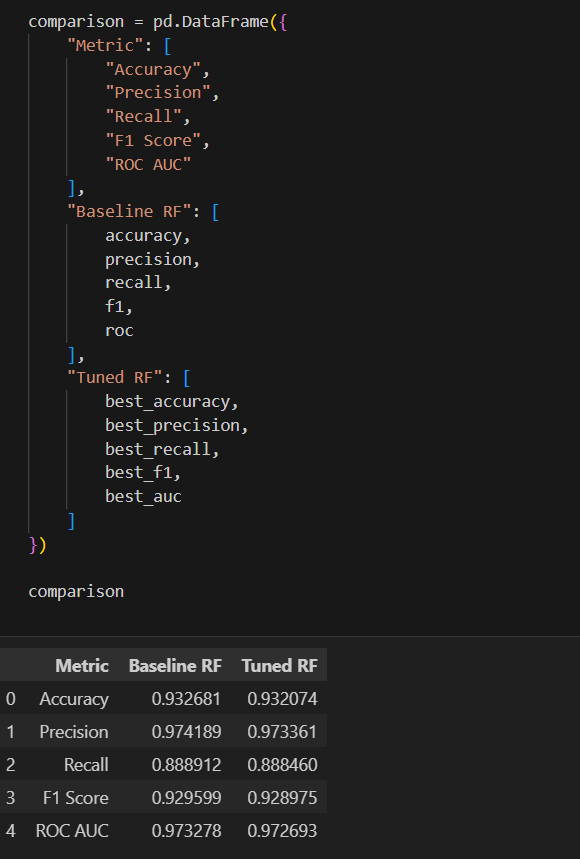 comparison = pd.DataFrame({
    "Metric": [
        "Accuracy",
        "Precision",
        "Recall",
        "F1 Score",
        "ROC AUC"
    ],
    "Baseline RF": [
        accuracy,
        precision,
        recall,
        f1,
        roc
    ],
    "Tuned RF": [
        best_accuracy,
        best_precision,
        best_recall,
        best_f1,
        best_auc
    ]
})
comparison
Metric Baseline RF Tuned RF
0 Accuracy 0.932681 0.932074
1 Precision 0.974189 0.973361
2 Recall 0.888912 0.888460
3 F1 Score 0.929599 0.928975
4 ROC AUC 0.973278 0.972693